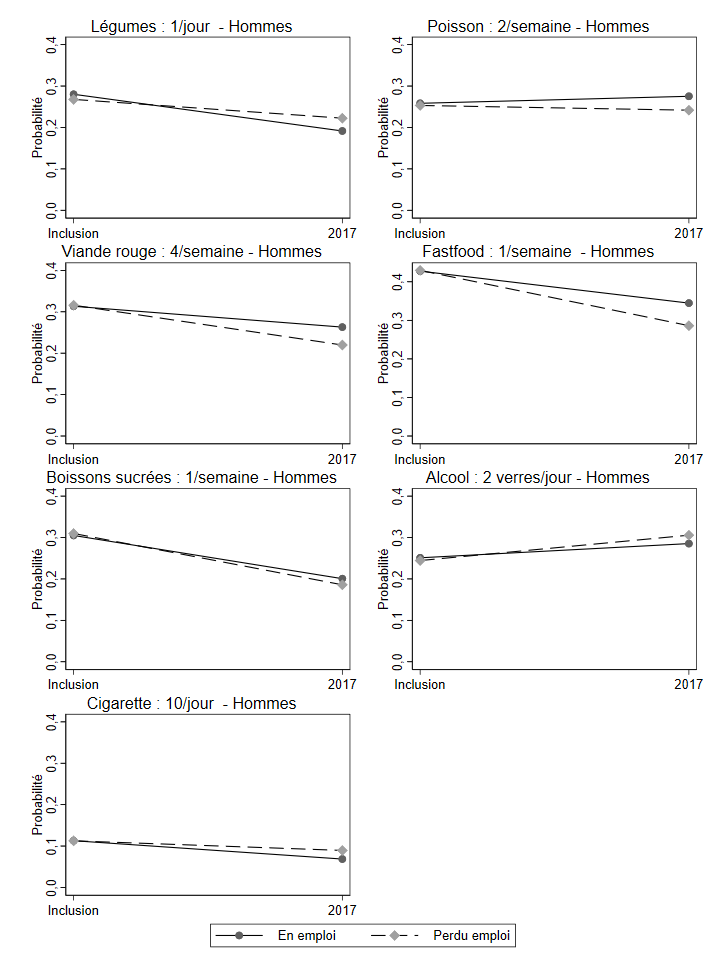 Légumes : 1/jour - Hommes
Probabilité
0,4
0,3
0,2
0,1
0,0
Inclusion 2017
Poisson : 2/semaine - Hommes
Probabilité
0,4
0,3
0,2
0,1
0,0
Inclusion 2017
Viande rouge : 4/semaine - Hommes
Probabilité
0,4
0,3
0,2
0,1
0,0
Inclusion 2017
Fastfood : 1/semaine - Hommes
Probabilité
0,4
0,3
0,2
0,1
0,0
Inclusion 2017
Boissons sucrées : 1/semaine - Hommes
Probabilité
0,4
0,3
0,2
0,1
0,0
Inclusion 2017
Alcool : 2 verres/jour - Hommes
Probabilité
0,4
0,3
0,2
0,1
0,0
Inclusion 2017
Cigarette : 10/jour - Hommes
Probabilité
0,4
0,3
0,2
0,1
0,0
Inclusion 2017
En emploi Perdu emploi